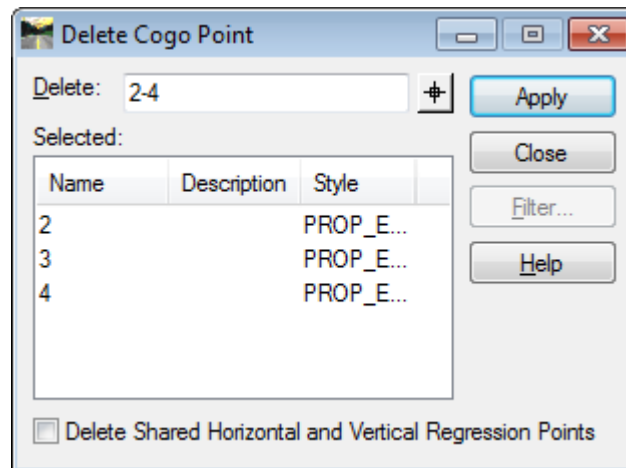 Delete Cogo Point
Delete: 2-4
Apply
Selected:
Close
Name Description Style
Filter...
2 PROP_E...
3 PROP_E...
Help
4 PROP_E...
Delete Shared Horizontal and Vertical Regression Points